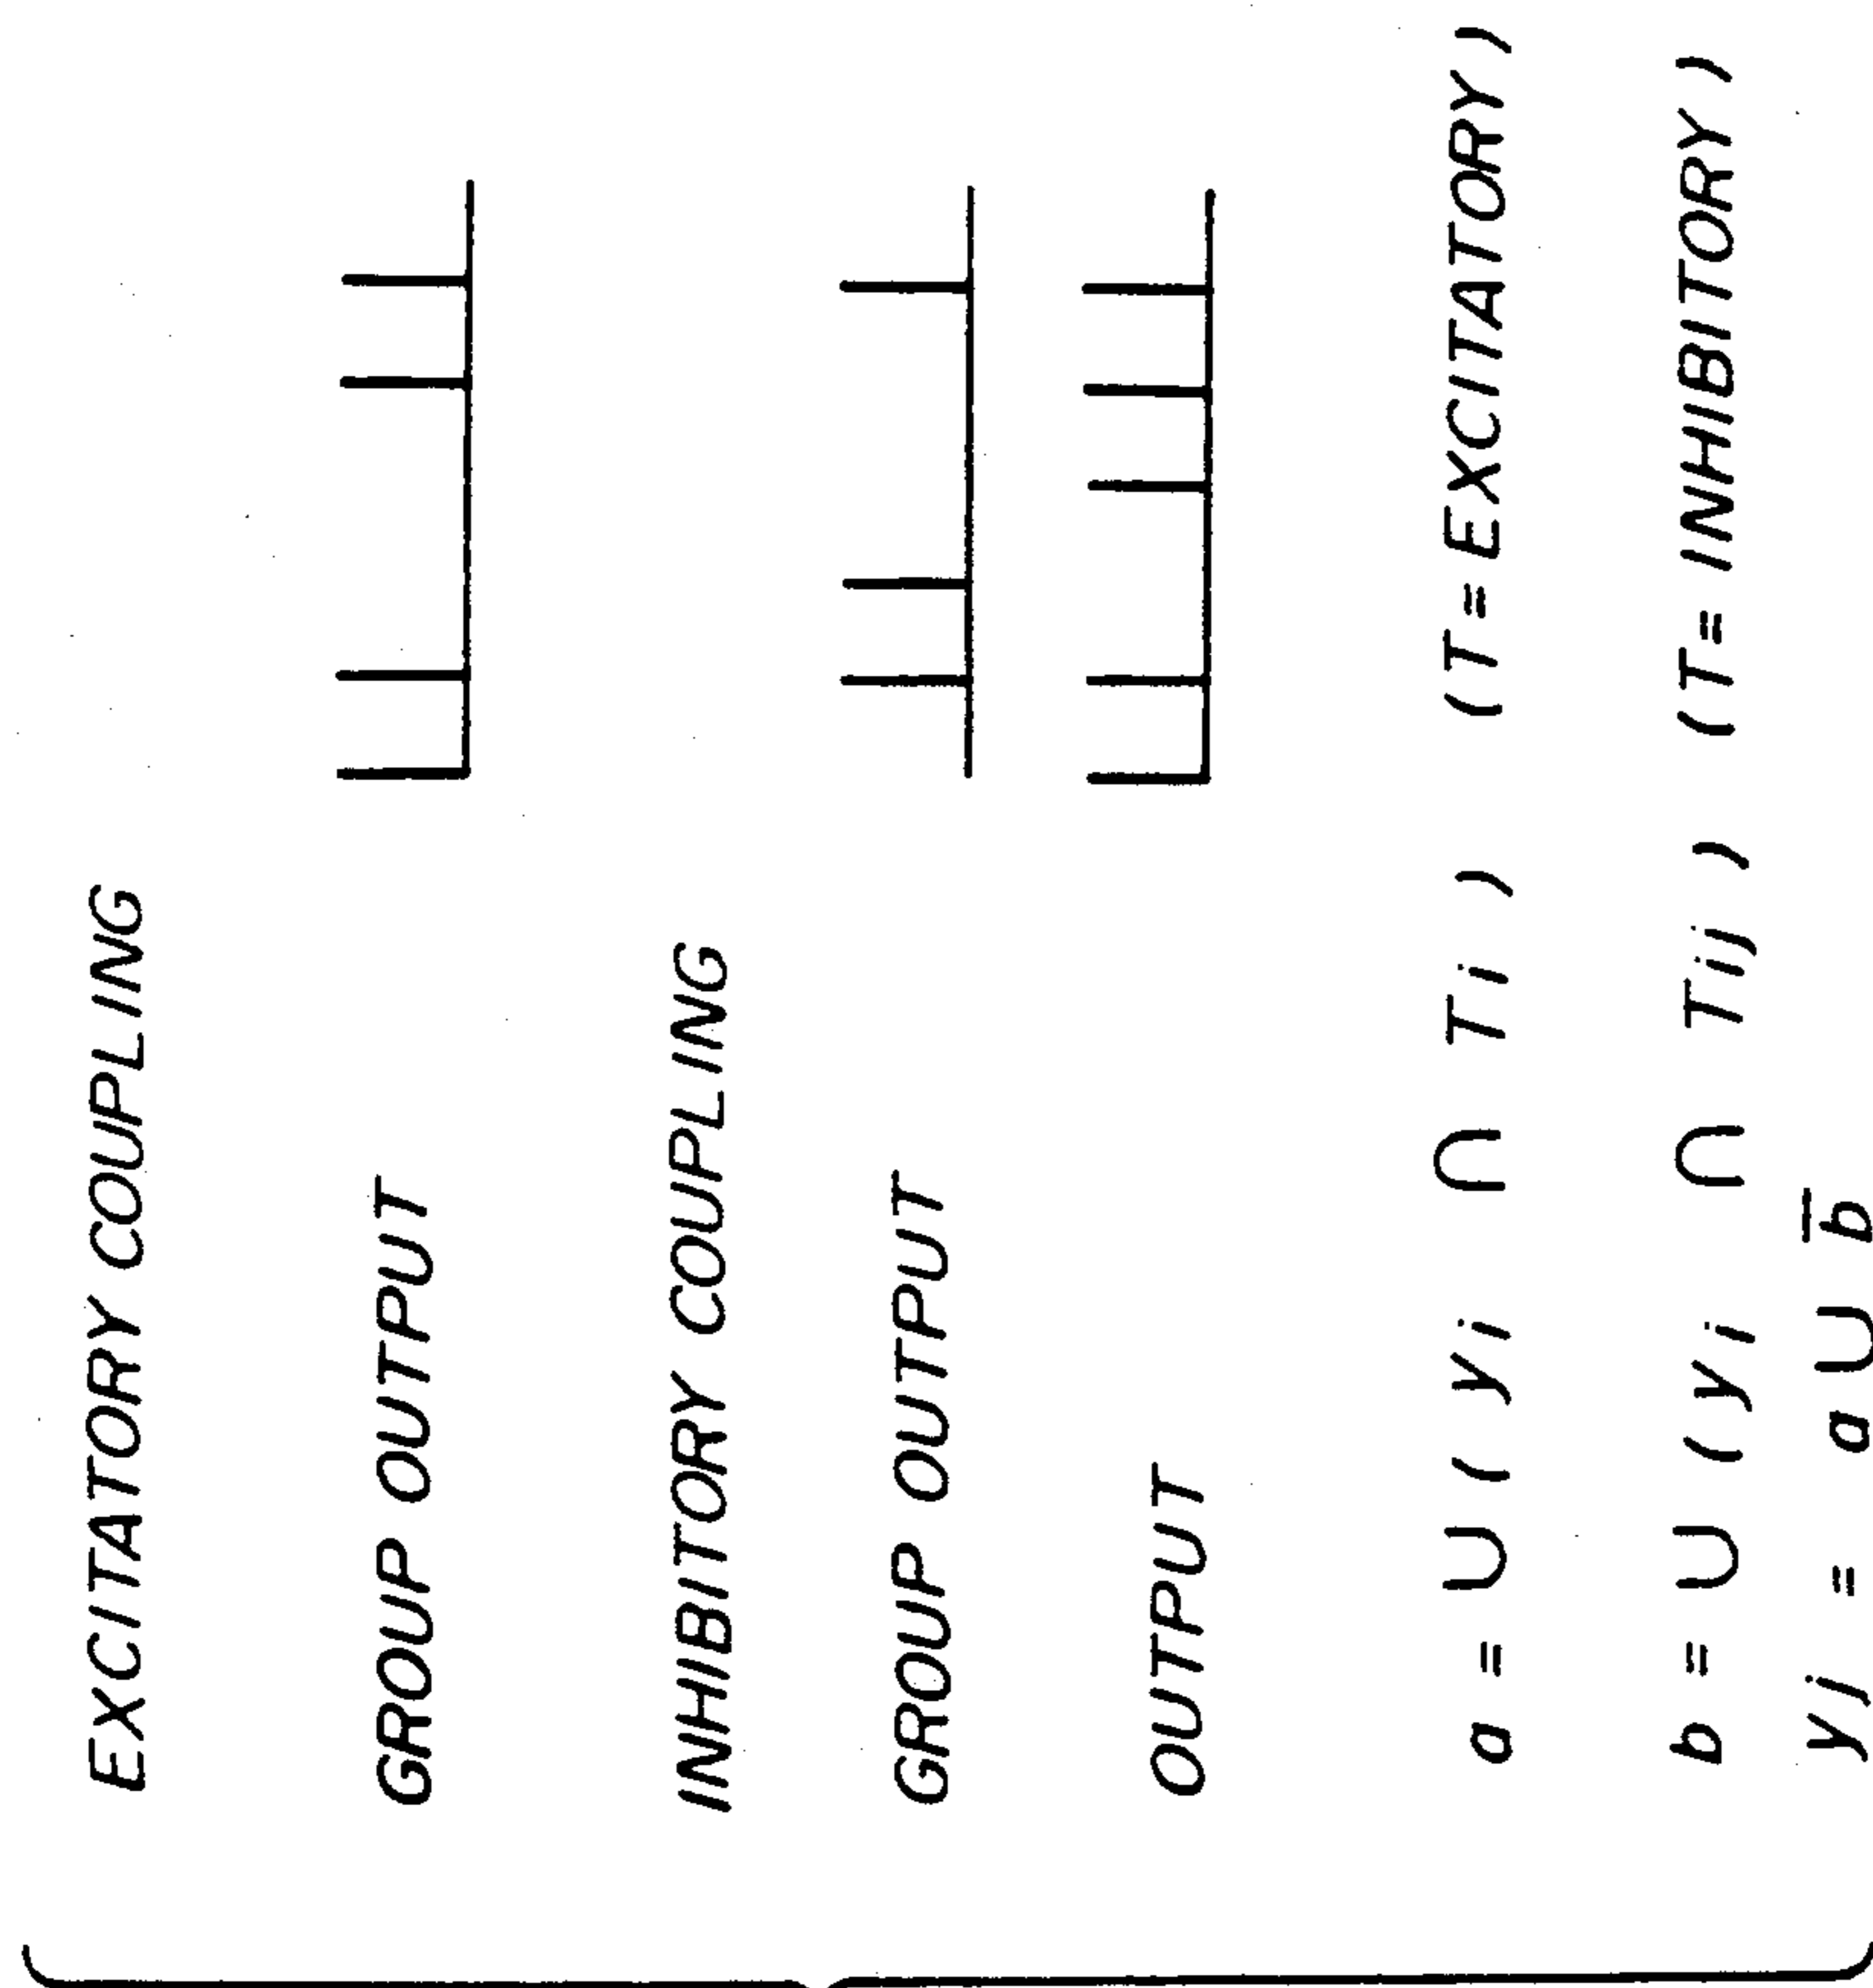 EXCITATORY COUPLING
GROUP OUTPUT
INHIBITORY COUPLING
GROUP OUTPUT
OUTPUT
a = ∪ ( yi ∩ Ti ) (T = EXCITATORY)
b = ∪ ( yi ∩ Tij ) (T = INHIBITORY)
yj = a ∪ b̅